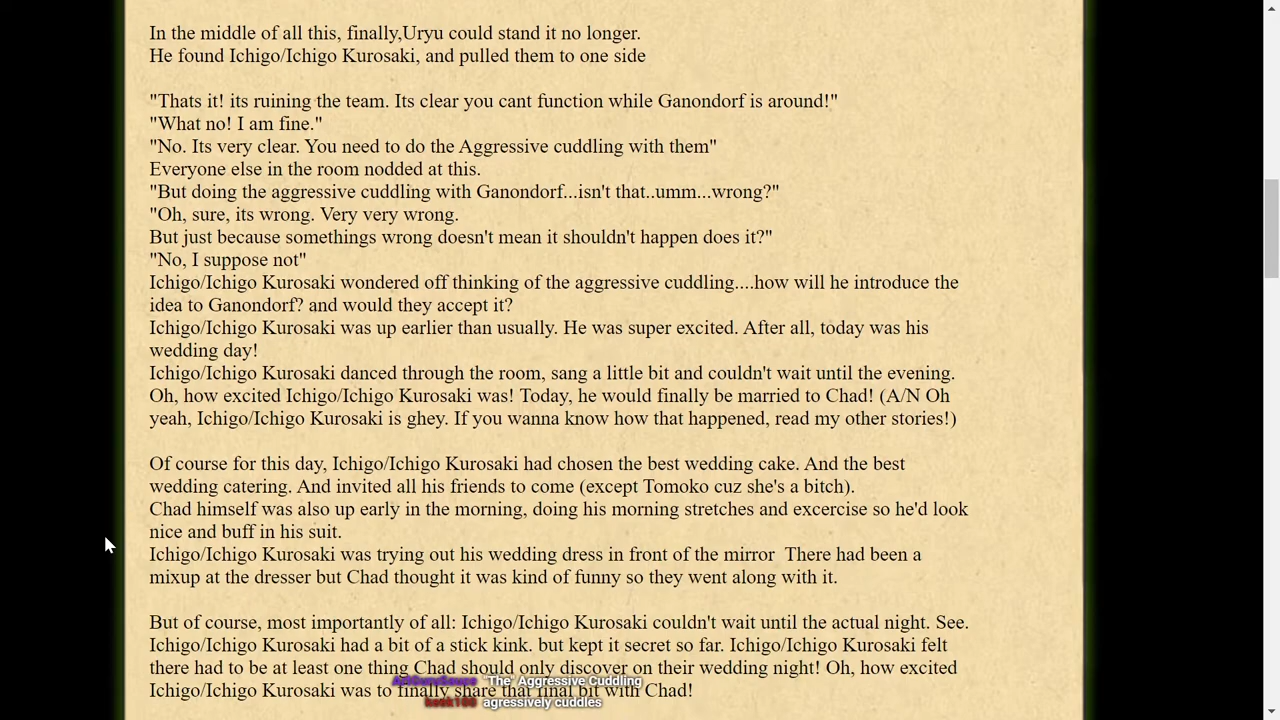 In the middle of all this, finally,Uryu could stand it no longer.
He found Ichigo/Ichigo Kurosaki, and pulled them to one side
"Thats it! its ruining the team. Its clear you cant function while Ganondorf is around!"
"What no! I am fine."
"No. Its very clear. You need to do the Aggressive cuddling with them"
Everyone else in the room nodded at this.
"But doing the aggressive cuddling with Ganondorf...isn't that..umm...wrong?"
"Oh, sure, its wrong. Very very wrong.
But just because somethings wrong doesn't mean it shouldn't happen does it?"
"No, I suppose not"
Ichigo/Ichigo Kurosaki wondered off thinking of the aggressive cuddling....how will he introduce the
idea to Ganondorf? and would they accept it?
Ichigo/Ichigo Kurosaki was up earlier than usually. He was super excited. After all, today was his
wedding day!
Ichigo/Ichigo Kurosaki danced through the room, sang a little bit and couldn't wait until the evening.
Oh, how excited Ichigo/Ichigo Kurosaki was! Today, he would finally be married to Chad! (A/N Oh
yeah, Ichigo/Ichigo Kurosaki is ghey. If you wanna know how that happened, read my other stories!)
Of course for this day, Ichigo/Ichigo Kurosaki had chosen the best wedding cake. And the best
wedding catering. And invited all his friends to come (except Tomoko cuz she's a bitch).
Chad himself was also up early in the morning, doing his morning stretches and excercise so he'd look
nice and buff in his suit.
Ichigo/Ichigo Kurosaki was trying out his wedding dress in front of the mirror  There had been a
mixup at the dresser but Chad thought it was kind of funny so they went along with it.
But of course, most importantly of all: Ichigo/Ichigo Kurosaki couldn't wait until the actual night. See.
Ichigo/Ichigo Kurosaki had a bit of a stick kink. but kept it secret so far. Ichigo/Ichigo Kurosaki felt
there had to be at least one thing Chad should only discover on their wedding night! Oh, how excited
Ichigo/Ichigo Kurosaki was to finally share that final bit with Chad!
"The" Aggressive Cuddling
keek100 agressively cuddles